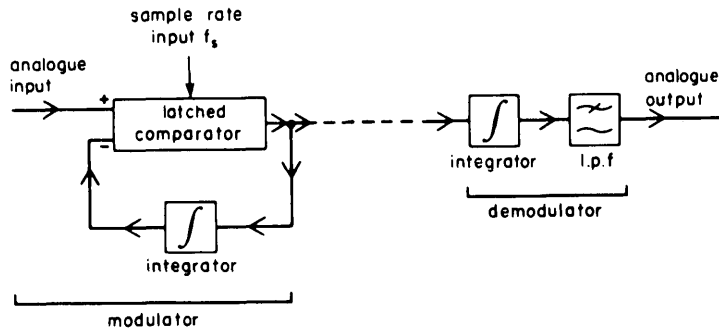 sample rate
input fs
analogue
input
+
latched
comparator
−
∫
integrator
modulator
∫
integrator
l.p.f
demodulator
analogue
output